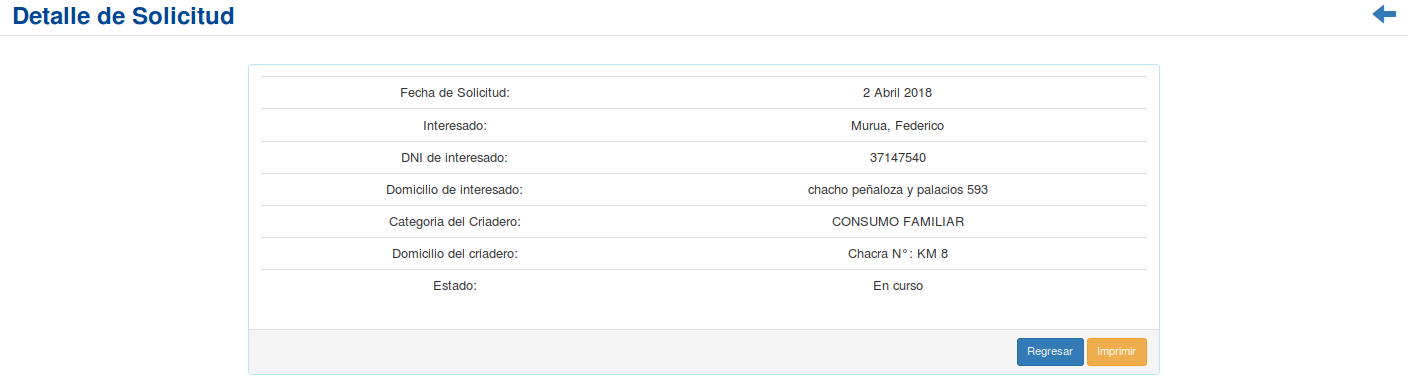 Detalle de Solicitud
Fecha de Solicitud: 2 Abril 2018
Interesado: Murua, Federico
DNI de interesado: 37147540
Domicilio de interesado: chacho peñaloza y palacios 593
Categoria del Criadero: CONSUMO FAMILIAR
Domicilio del criadero: Chacra N°: KM 8
Estado: En curso
Regresar Imprimir